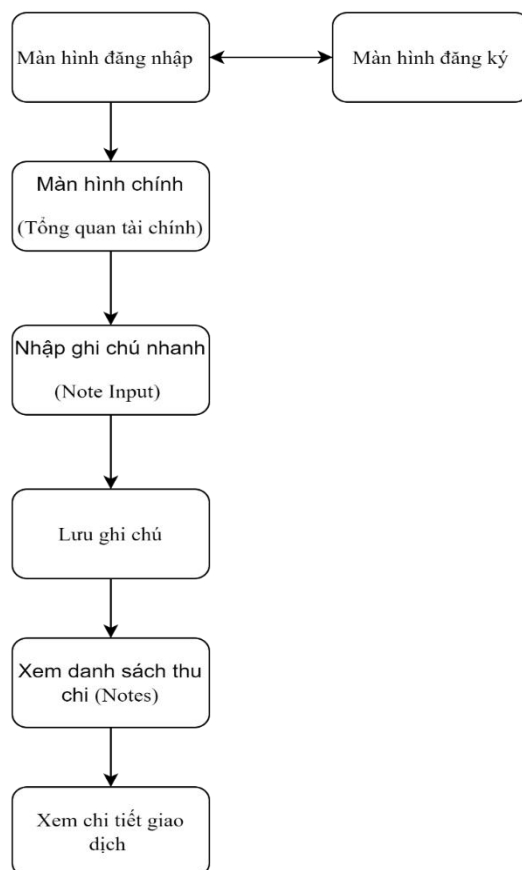 Màn hình đăng nhập
Màn hình đăng ký
Màn hình chính
(Tổng quan tài chính)
Nhập ghi chú nhanh
(Note Input)
Lưu ghi chú
Xem danh sách thu
chi (Notes)
Xem chi tiết giao
dịch